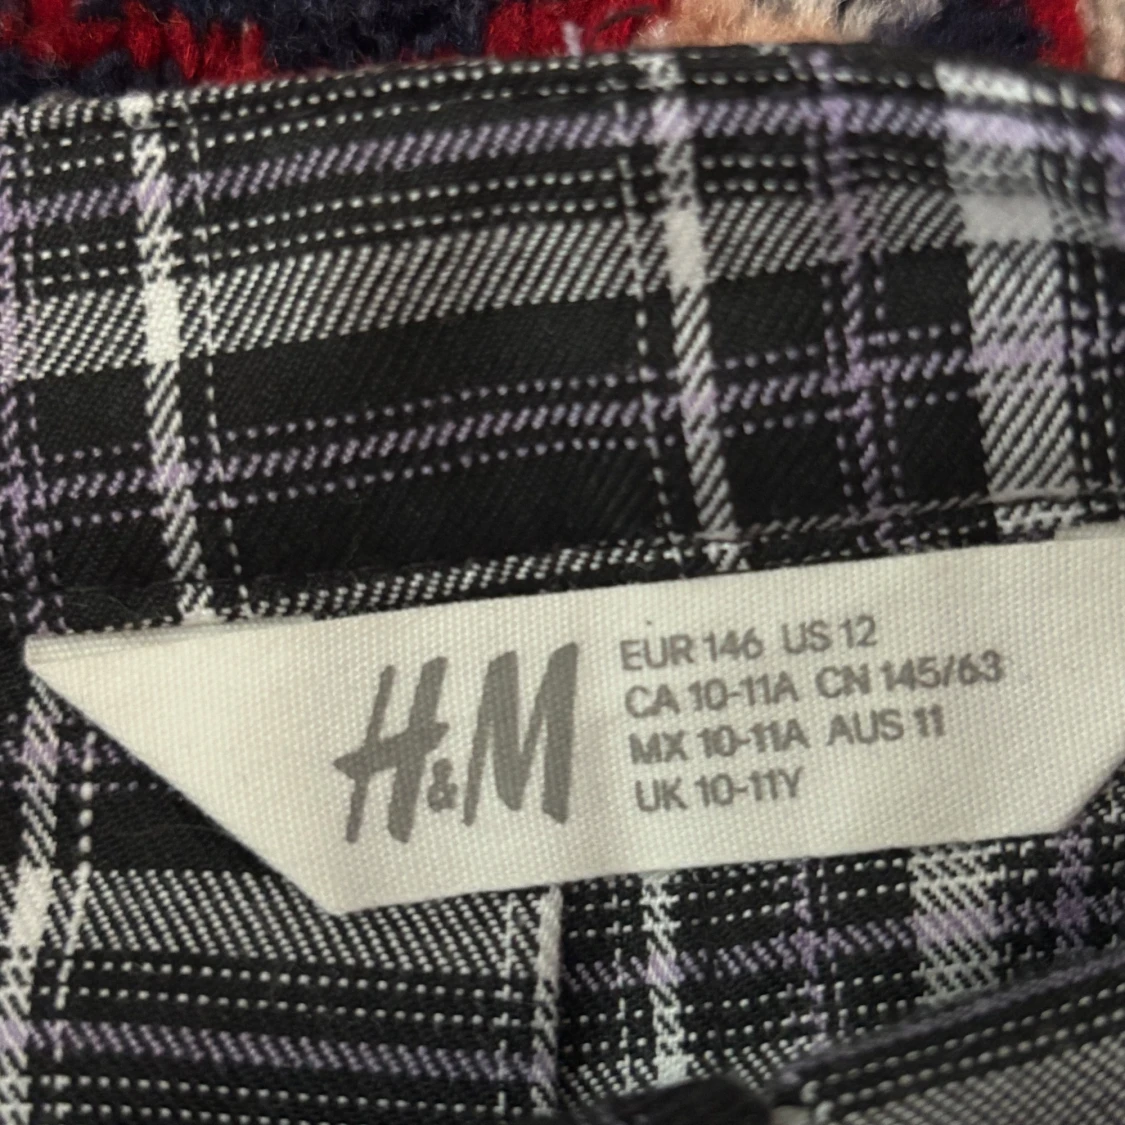 H&M
EUR 146 US 12
CA 10-11A CN 145/63
MX 10-11A AUS 11
UK 10-11Y